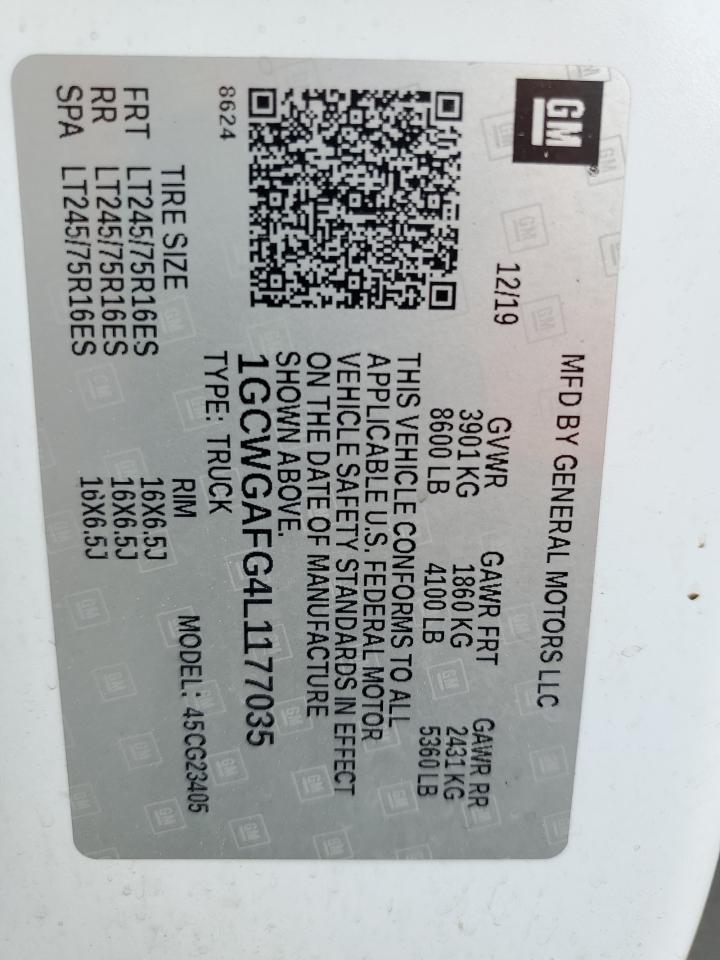 GM
MFD BY GENERAL MOTORS LLC
12/19
GVWR GAWR FRT GAWR RR
3901 KG 1860 KG 2431 KG
8600 LB 4100 LB 5360 LB
THIS VEHICLE CONFORMS TO ALL
APPLICABLE U.S. FEDERAL MOTOR
VEHICLE SAFETY STANDARDS IN EFFECT
ON THE DATE OF MANUFACTURE
SHOWN ABOVE.
1GCWGAFG4L1177035
8624
TYPE: TRUCK
MODEL: 45CG23405
TIRE SIZE RIM
FRT LT245/75R16ES 16X6.5J
RR LT245/75R16ES 16X6.5J
SPA LT245/75R16ES 16X6.5J